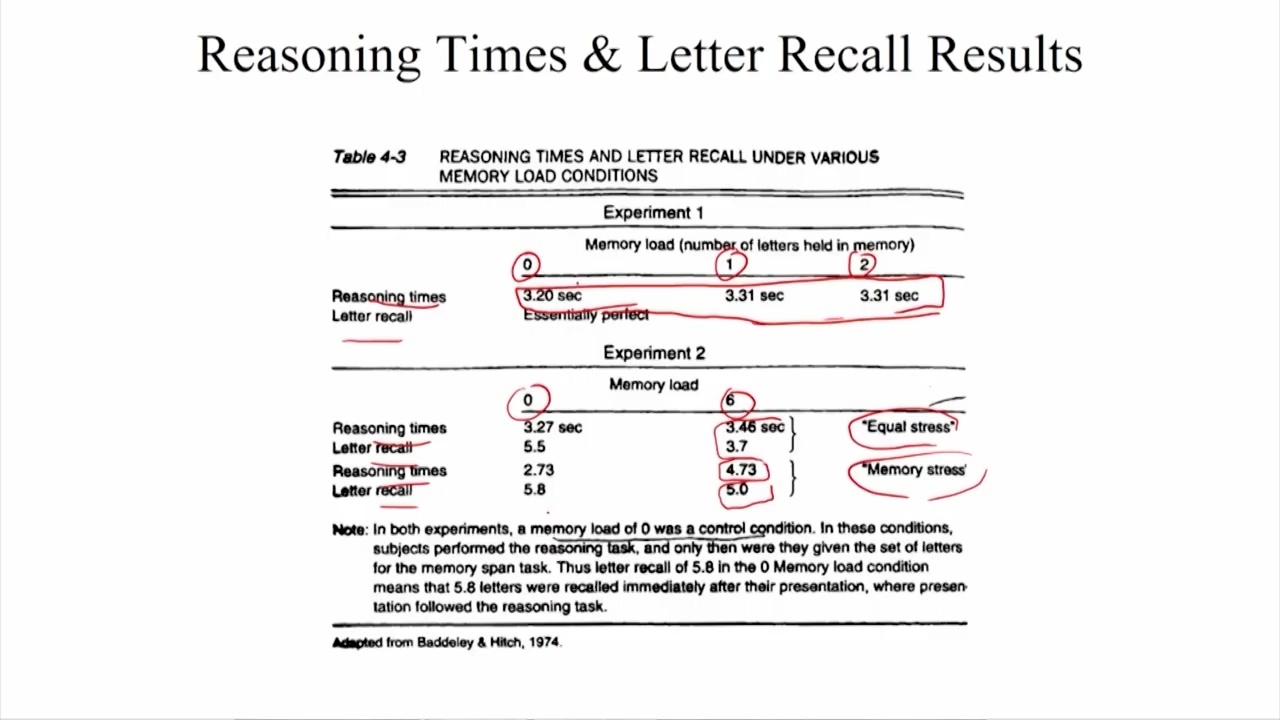 Reasoning Times & Letter Recall Results
Table 4-3 REASONING TIMES AND LETTER RECALL UNDER VARIOUS
MEMORY LOAD CONDITIONS
Experiment 1
Memory load (number of letters held in memory)
0 1 2
Reasoning times 3.20 sec 3.31 sec 3.31 sec
Letter recall Essentially perfect
Experiment 2
Memory load
0 6
Reasoning times 3.27 sec 3.46 sec "Equal stress"
Letter recall 5.5 3.7
Reasoning times 2.73 4.73 "Memory stress"
Letter recall 5.8 5.0
Note: In both experiments, a memory load of 0 was a control condition. In these conditions,
subjects performed the reasoning task, and only then were they given the set of letters
for the memory span task. Thus letter recall of 5.8 in the 0 Memory load condition
means that 5.8 letters were recalled immediately after their presentation, where presen-
tation followed the reasoning task.
Adapted from Baddeley & Hitch, 1974.